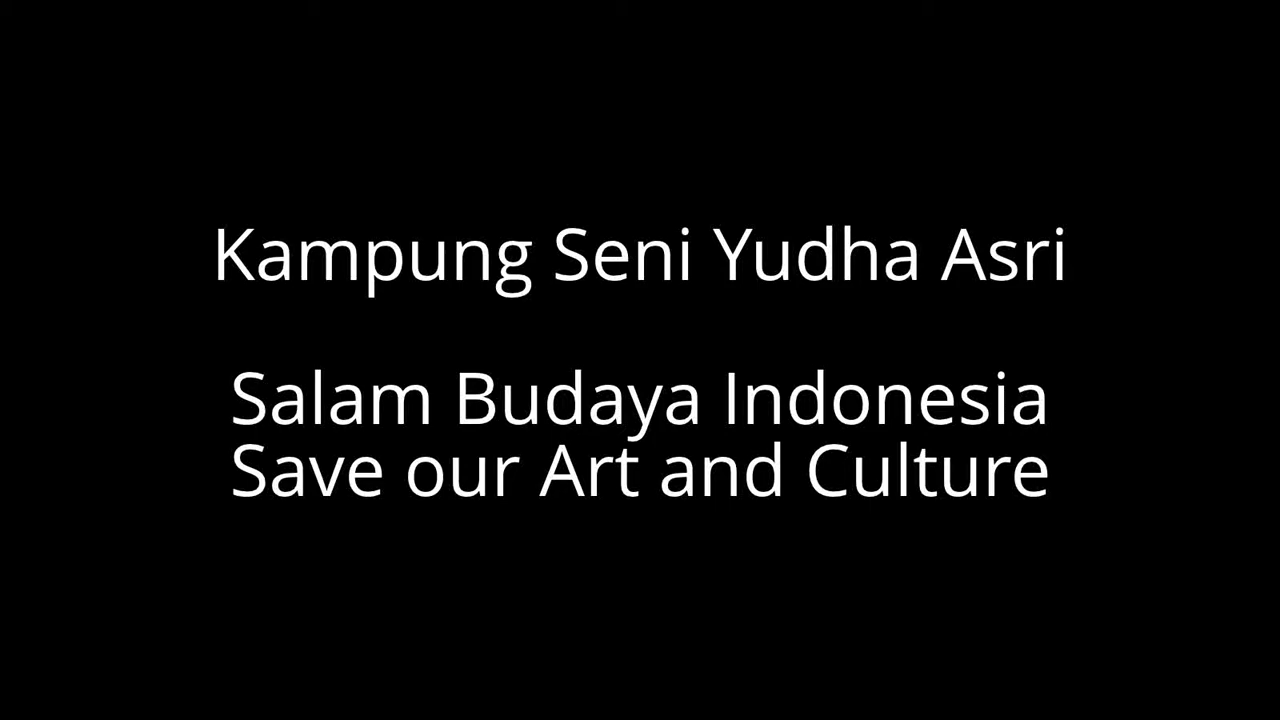 Kampung Seni Yudha Asri
Salam Budaya Indonesia
Save our Art and Culture